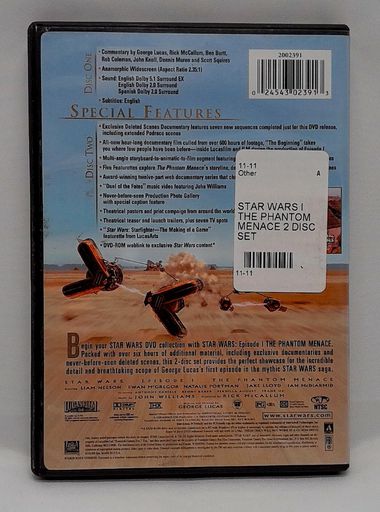 DISC ONE
• Commentary by George Lucas, Rick McCallum, Ben Burtt,
Rob Coleman, John Knoll, Dennis Muren and Scott Squires
• Anamorphic Widescreen (Aspect Ratio 2.35:1)
• Sound: English Dolby 5.1 Surround EX
English Dolby 2.0 Surround
Spanish Dolby 2.0 Surround
• Subtitles: English
2002391
0 24543 02391 3
SPECIAL FEATURES
DISC TWO
• Exclusive Deleted Scenes Documentary features seven new sequences completed just for this DVD release,
including extended Podrace scenes
• All-new hour-long documentary film culled from over 600 hours of footage, "The Beginning" takes
you where few people have been before—inside Lucasfilm and
• Multi-angle storyboard-to-animatic-to-film segment featuring
• Five Featurettes explore The Phantom Menace's storyline,
• Award-winning twelve-part web documentary series that
• "Duel of the Fates" music video featuring John Williams
• Never-before-seen Production Photo Gallery
with special caption feature
• Theatrical posters and print campaign from around the world
• Theatrical teaser and launch trailers, plus seven TV spots
• "Star Wars: Starfighter—The Making of a Game"
featurette from LucasArts
• DVD-ROM weblink to exclusive Star Wars content*
11-11
Other A
STAR WARS I
THE PHANTOM
MENACE 2 DISC
SET
11-11
Begin your STAR WARS DVD collection with STAR WARS: Episode I THE PHANTOM MENACE.
Packed with over six hours of additional material, including exclusive documentaries and
never-before-seen deleted scenes, this 2-disc set provides the perfect showcase for the incredible
detail and breathtaking scope of George Lucas's first episode in the mythic STAR WARS saga.
STAR WARS EPISODE I THE PHANTOM MENACE
LIAM NEESON EWAN McGREGOR NATALIE PORTMAN JAKE LLOYD IAN McDIARMID
JOHN WILLIAMS RICK McCALLUM
GEORGE LUCAS
THX
NTSC
www.starwars.com